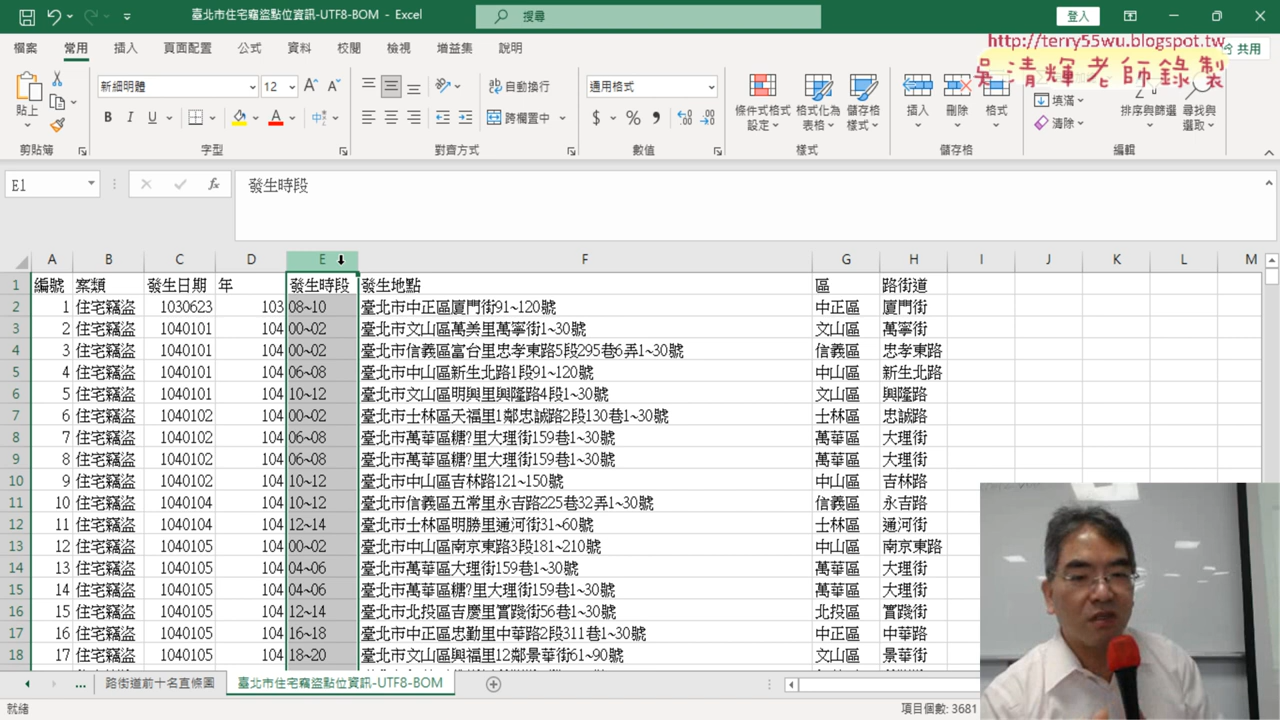 臺北市住宅竊盜點位資訊-UTF8-BOM - Excel
搜尋
登入
檔案 常用 插入 頁面配置 公式 資料 校閱 檢視 增益集 說明
http://terry55wu.blogspot.tw
共用
吳清輝老師錄製
貼上
新細明體 12
自動換行
跨欄置中
通用格式
條件式格式設定
格式化為表格
儲存格樣式
插入 刪除 格式
填滿
清除
排序與篩選 尋找與選取
剪貼簿 字型 對齊方式 數值 樣式 儲存格 編輯
E1 發生時段
A B C D E F G H I J K L M
1 編號 案類 發生日期 年 發生時段 發生地點 區 路街道
2 1 住宅竊盜 1030623 103 08~10 臺北市中正區廈門街91~120號 中正區 廈門街
3 2 住宅竊盜 1040101 104 00~02 臺北市文山區萬美里萬寧街1~30號 文山區 萬寧街
4 3 住宅竊盜 1040101 104 00~02 臺北市信義區富台里忠孝東路5段295巷6弄1~30號 信義區 忠孝東路
5 4 住宅竊盜 1040101 104 06~08 臺北市中山區新生北路1段91~120號 中山區 新生北路
6 5 住宅竊盜 1040101 104 10~12 臺北市文山區明興里興隆路4段1~30號 文山區 興隆路
7 6 住宅竊盜 1040102 104 00~02 臺北市士林區天福里1鄰忠誠路2段130巷1~30號 士林區 忠誠路
8 7 住宅竊盜 1040102 104 06~08 臺北市萬華區糖?里大理街159巷1~30號 萬華區 大理街
9 8 住宅竊盜 1040102 104 06~08 臺北市萬華區糖?里大理街159巷1~30號 萬華區 大理街
10 9 住宅竊盜 1040102 104 10~12 臺北市中山區吉林路121~150號 中山區 吉林路
11 10 住宅竊盜 1040104 104 10~12 臺北市信義區五常里永吉路225巷32弄1~30號 信義區 永吉路
12 11 住宅竊盜 1040104 104 12~14 臺北市士林區明勝里通河街31~60號 士林區 通河街
13 12 住宅竊盜 1040105 104 00~02 臺北市中山區南京東路3段181~210號 中山區 南京東路
14 13 住宅竊盜 1040105 104 04~06 臺北市萬華區大理街159巷1~30號 萬華區 大理街
15 14 住宅竊盜 1040105 104 04~06 臺北市萬華區大理街159巷1~30號 萬華區 大理街
16 15 住宅竊盜 1040105 104 12~14 臺北市北投區吉慶里實踐街56巷1~30號 北投區 實踐街
17 16 住宅竊盜 1040105 104 16~18 臺北市中正區忠勤里中華路2段311巷1~30號 中正區 中華路
18 17 住宅竊盜 1040105 104 18~20 臺北市文山區興福里12鄰景華街61~90號 文山區 景華街
... 路街道前十名直條圖 臺北市住宅竊盜點位資訊-UTF8-BOM
就緒 項目個數: 3681